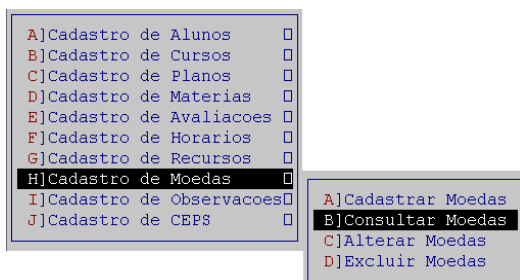 A]Cadastro de Alunos
B]Cadastro de Cursos
C]Cadastro de Planos
D]Cadastro de Materias
E]Cadastro de Avaliacoes
F]Cadastro de Horarios
G]Cadastro de Recursos
H]Cadastro de Moedas
I]Cadastro de Observacoes
J]Cadastro de CEPS
A]Cadastrar Moedas
B]Consultar Moedas
C]Alterar Moedas
D]Excluir Moedas